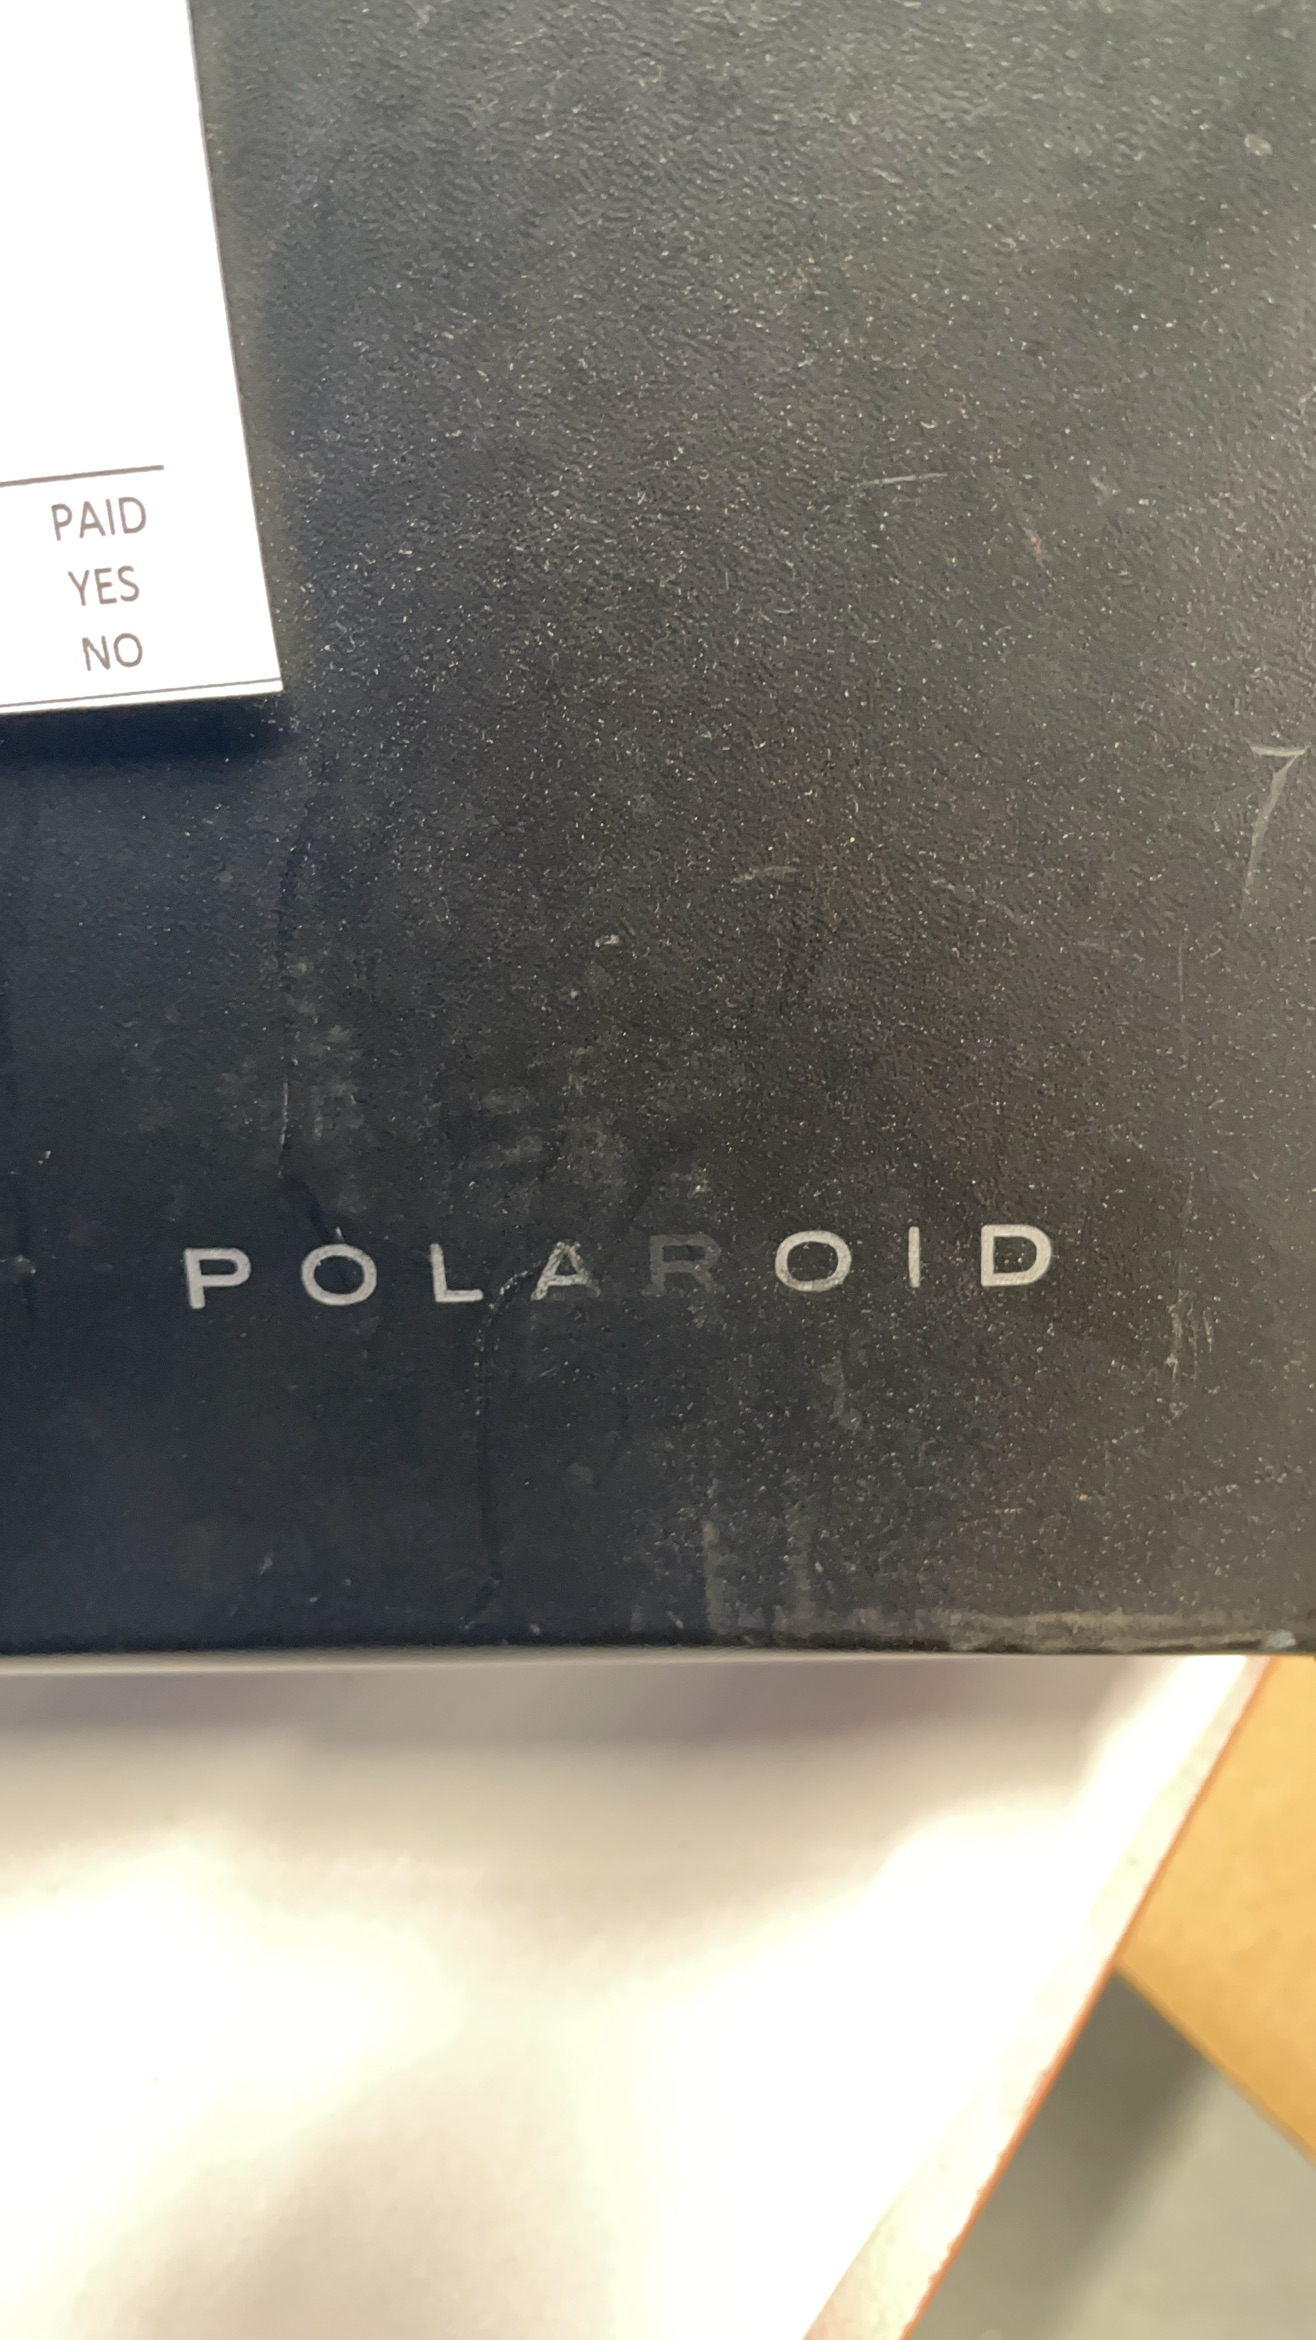 PAID
YES
NO
POLAROID